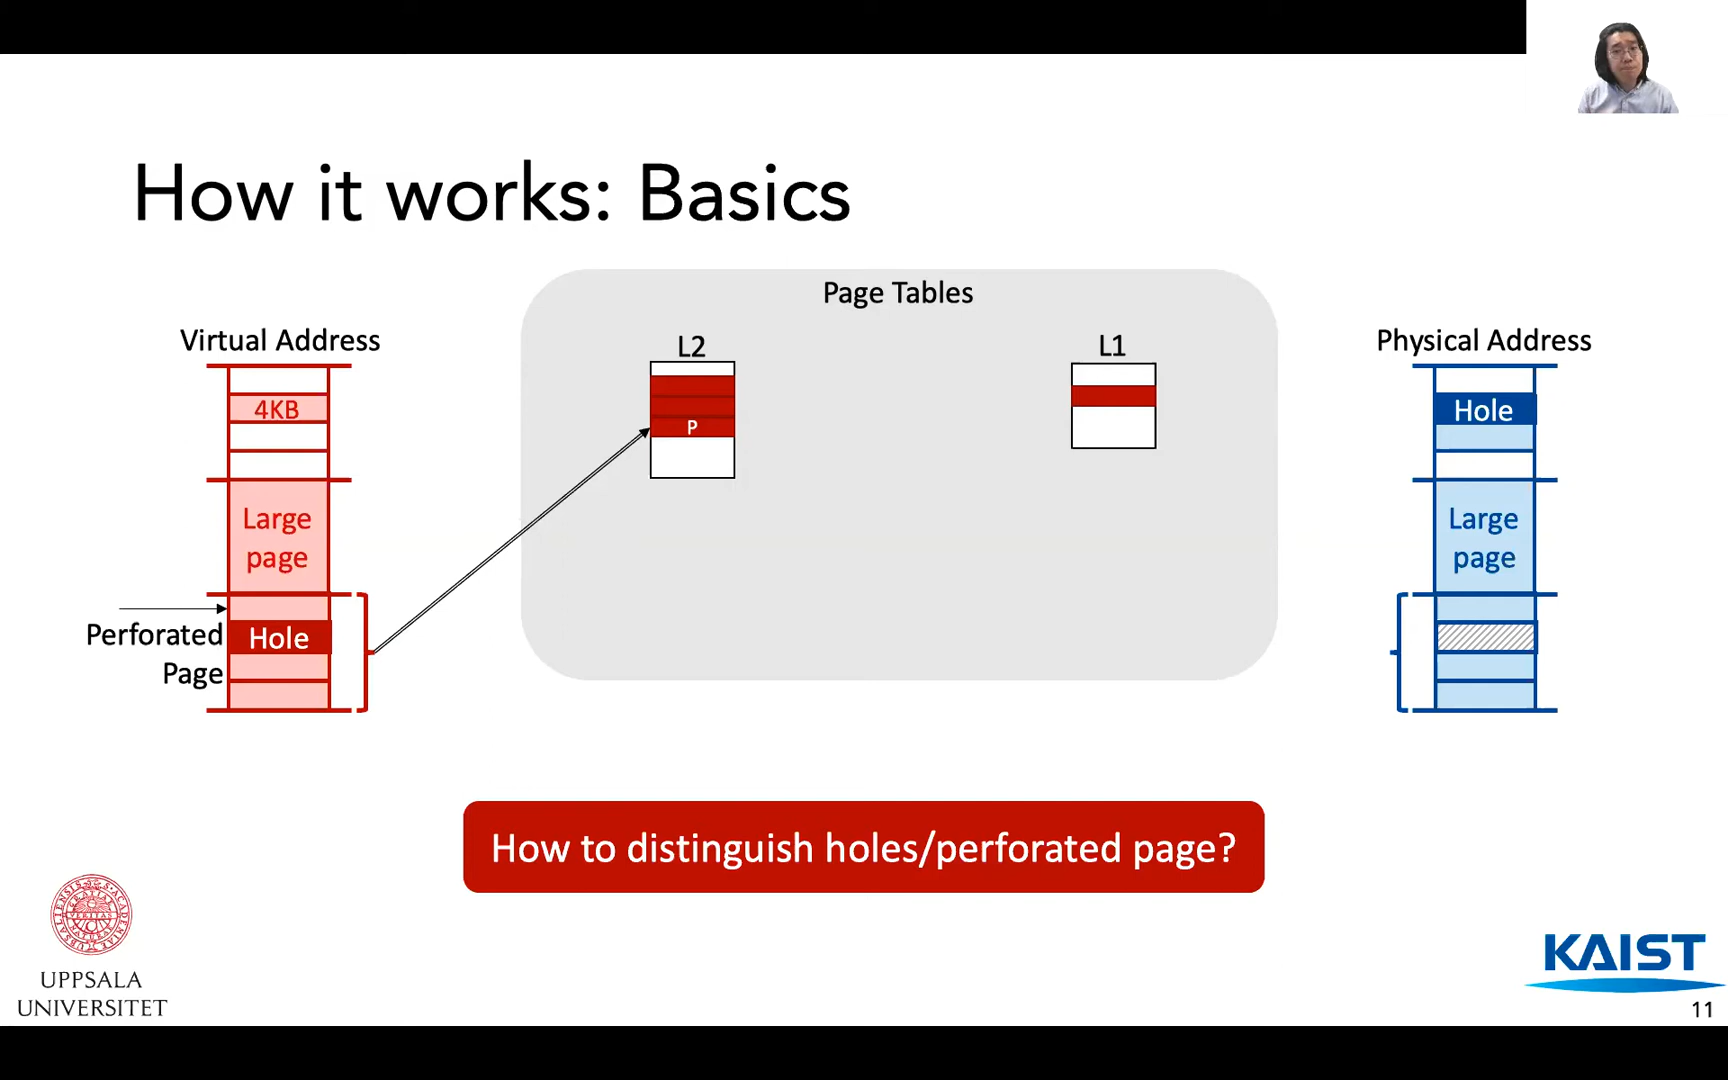 How it works: Basics
Page Tables
Virtual Address
L2
L1
Physical Address
4KB
P
Hole
Large
page
Large
page
Perforated
Page
Hole
How to distinguish holes/perforated page?
UPPSALA
UNIVERSITET
KAIST
11